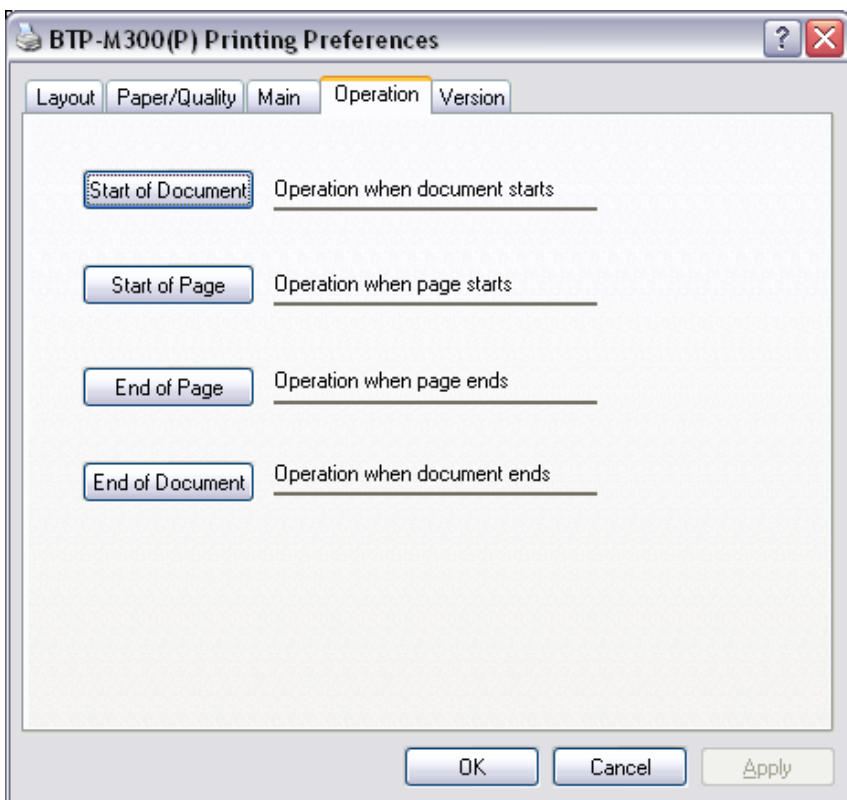 BTP-M300(P) Printing Preferences
?
Layout Paper/Quality Main Operation Version
Start of Document Operation when document starts
Start of Page Operation when page starts
End of Page Operation when page ends
End of Document Operation when document ends
OK Cancel Apply